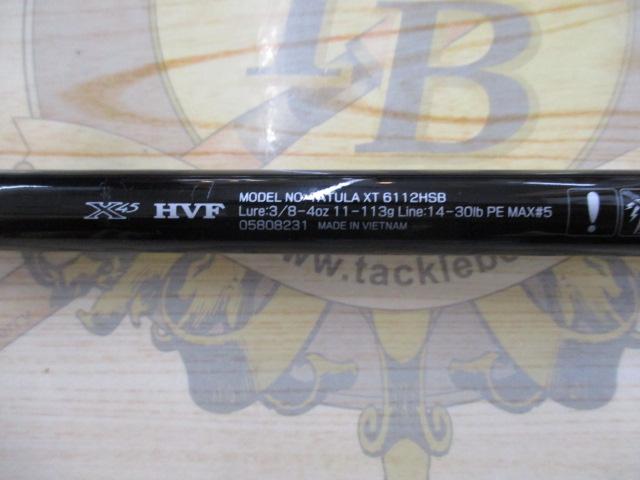 TB
X45 HVF
MODEL NO:TATULA XT 6112HSB
Lure:3/8-4oz 11-113g Line:14-30lb PE MAX#5
05808231 MADE IN VIETNAM
www.tacklebe